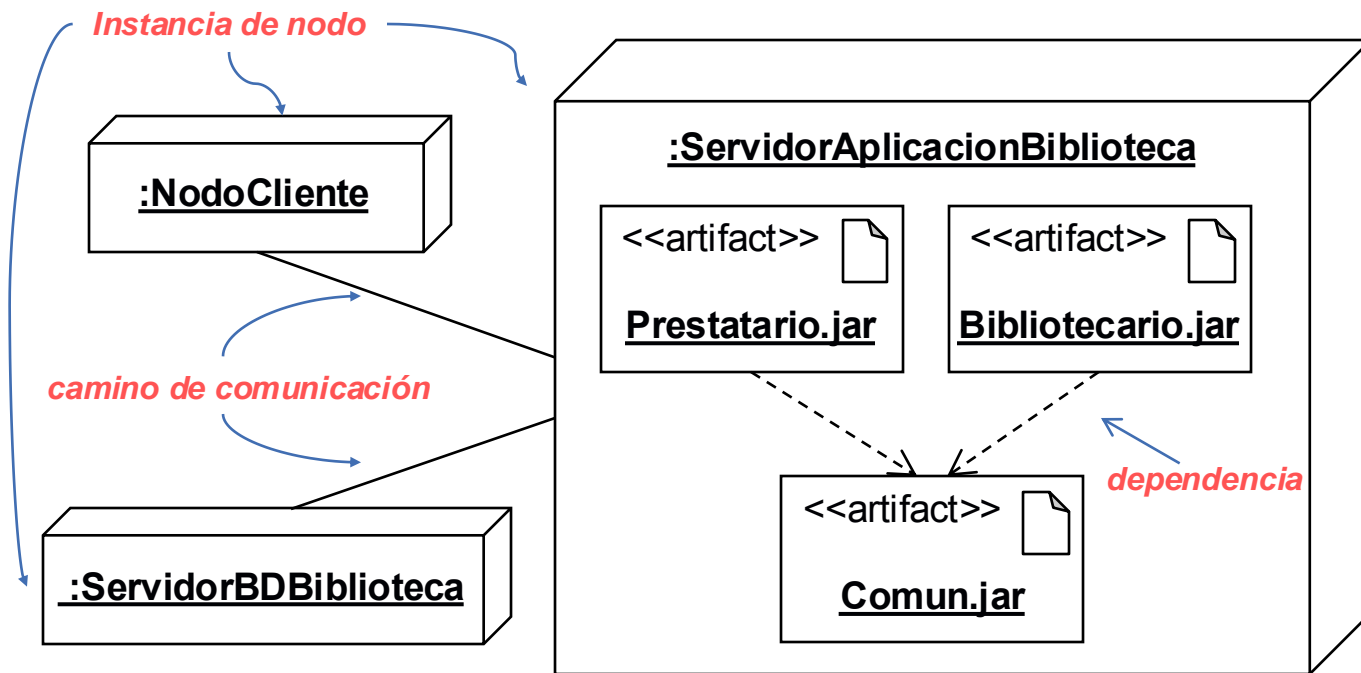 Instancia de nodo
:NodoCliente
camino de comunicación
:ServidorBDBiblioteca
:ServidorAplicacionBiblioteca
<<artifact>>
Prestatario.jar
<<artifact>>
Bibliotecario.jar
dependencia
<<artifact>>
Comun.jar